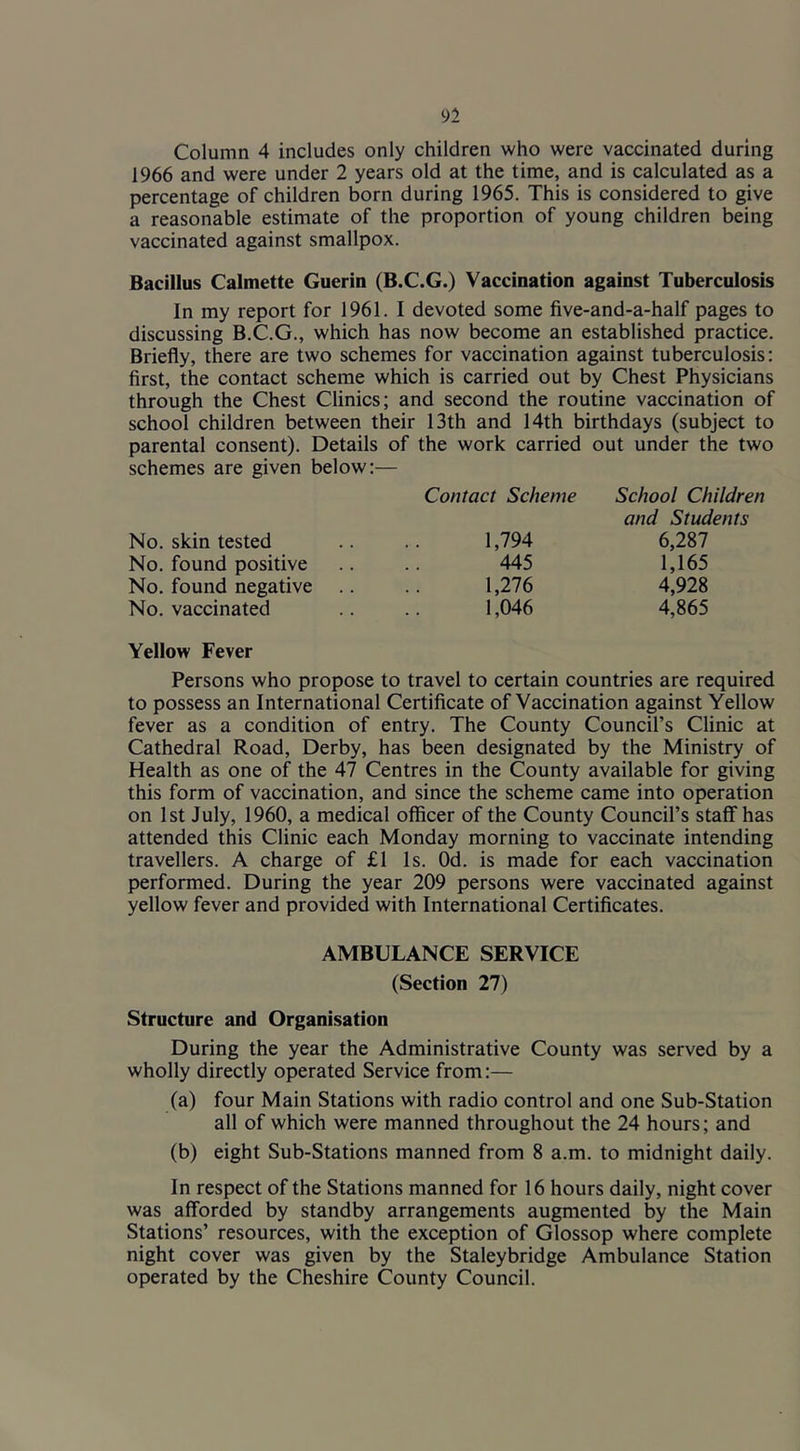 92
Column 4 includes only children who were vaccinated during
1966 and were under 2 years old at the time, and is calculated as a
percentage of children born during 1965. This is considered to give
a reasonable estimate of the proportion of young children being
vaccinated against smallpox.
Bacillus Calmette Guerin (B.C.G.) Vaccination against Tuberculosis
In my report for 1961. I devoted some five-and-a-half pages to
discussing B.C.G., which has now become an established practice.
Briefly, there are two schemes for vaccination against tuberculosis:
first, the contact scheme which is carried out by Chest Physicians
through the Chest Clinics; and second the routine vaccination of
school children between their 13th and 14th birthdays (subject to
parental consent). Details of the work carried out under the two
schemes are given below:—
Contact Scheme School Children
and Students
No. skin tested .. .. 1,794 6,287
No. found positive .. .. 445 1,165
No. found negative .. .. 1,276 4,928
No. vaccinated .. .. 1,046 4,865
Yellow Fever
Persons who propose to travel to certain countries are required
to possess an International Certificate of Vaccination against Yellow
fever as a condition of entry. The County Council's Clinic at
Cathedral Road, Derby, has been designated by the Ministry of
Health as one of the 47 Centres in the County available for giving
this form of vaccination, and since the scheme came into operation
on 1st July, 1960, a medical officer of the County Council's staff has
attended this Clinic each Monday morning to vaccinate intending
travellers. A charge of £1 1s. 0d. is made for each vaccination
performed. During the year 209 persons were vaccinated against
yellow fever and provided with International Certificates.
AMBULANCE SERVICE
(Section 27)
Structure and Organisation
During the year the Administrative County was served by a
wholly directly operated Service from:—
(a) four Main Stations with radio control and one Sub-Station
all of which were manned throughout the 24 hours; and
(b) eight Sub-Stations manned from 8 a.m. to midnight daily.
In respect of the Stations manned for 16 hours daily, night cover
was afforded by standby arrangements augmented by the Main
Stations' resources, with the exception of Glossop where complete
night cover was given by the Staleybridge Ambulance Station
operated by the Cheshire County Council.